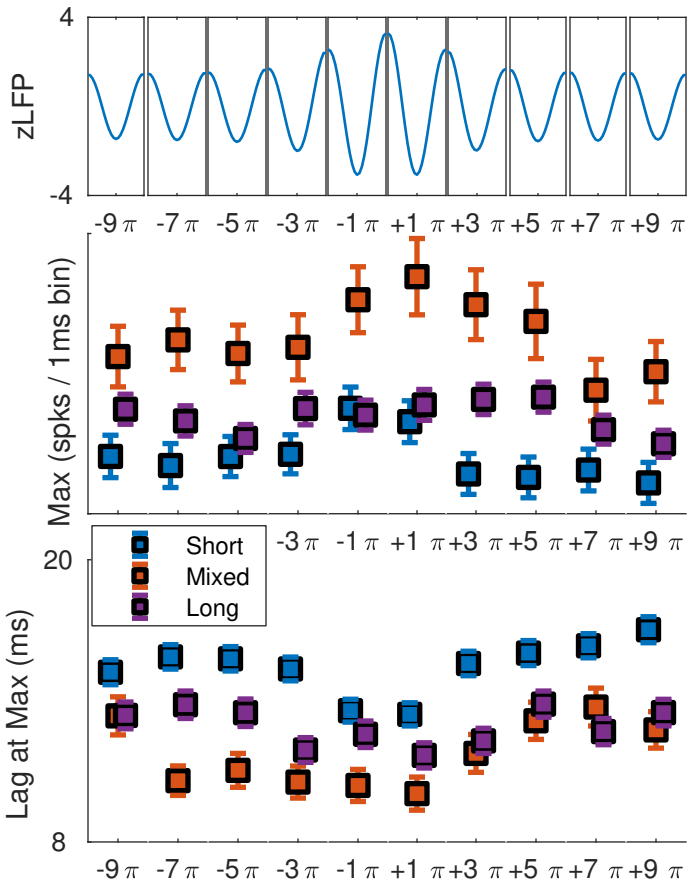 4
zLFP
-4
-9 π -7 π -5 π -3 π -1 π +1 π +3 π +5 π +7 π +9 π
Max (spks / 1ms bin)
-3 π -1 π +1 π +3 π +5 π +7 π +9 π
Short
Mixed
Long
20
Lag at Max (ms)
8
-9 π -7 π -5 π -3 π -1 π +1 π +3 π +5 π +7 π +9 π